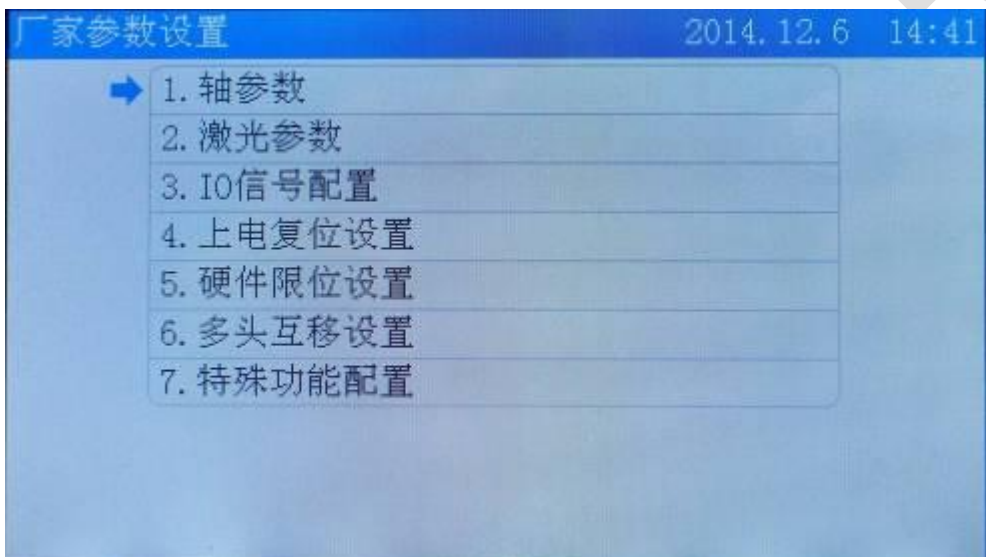 厂家参数设置 2014.12.6 14:41
1.轴参数
2.激光参数
3.IO信号配置
4.上电复位设置
5.硬件限位设置
6.多头互移设置
7.特殊功能配置